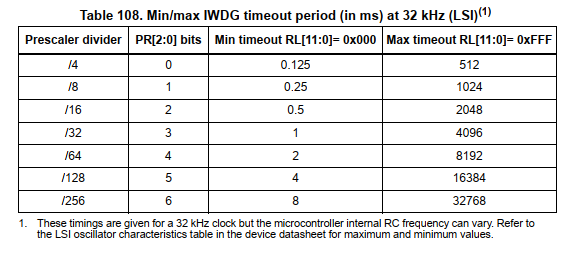 Table 108. Min/max IWDG timeout period (in ms) at 32 kHz (LSI)(1)
Prescaler divider PR[2:0] bits Min timeout RL[11:0]= 0x000 Max timeout RL[11:0]= 0xFFF
/4 0 0.125 512
/8 1 0.25 1024
/16 2 0.5 2048
/32 3 1 4096
/64 4 2 8192
/128 5 4 16384
/256 6 8 32768
1. These timings are given for a 32 kHz clock but the microcontroller internal RC frequency can vary. Refer to
the LSI oscillator characteristics table in the device datasheet for maximum and minimum values.